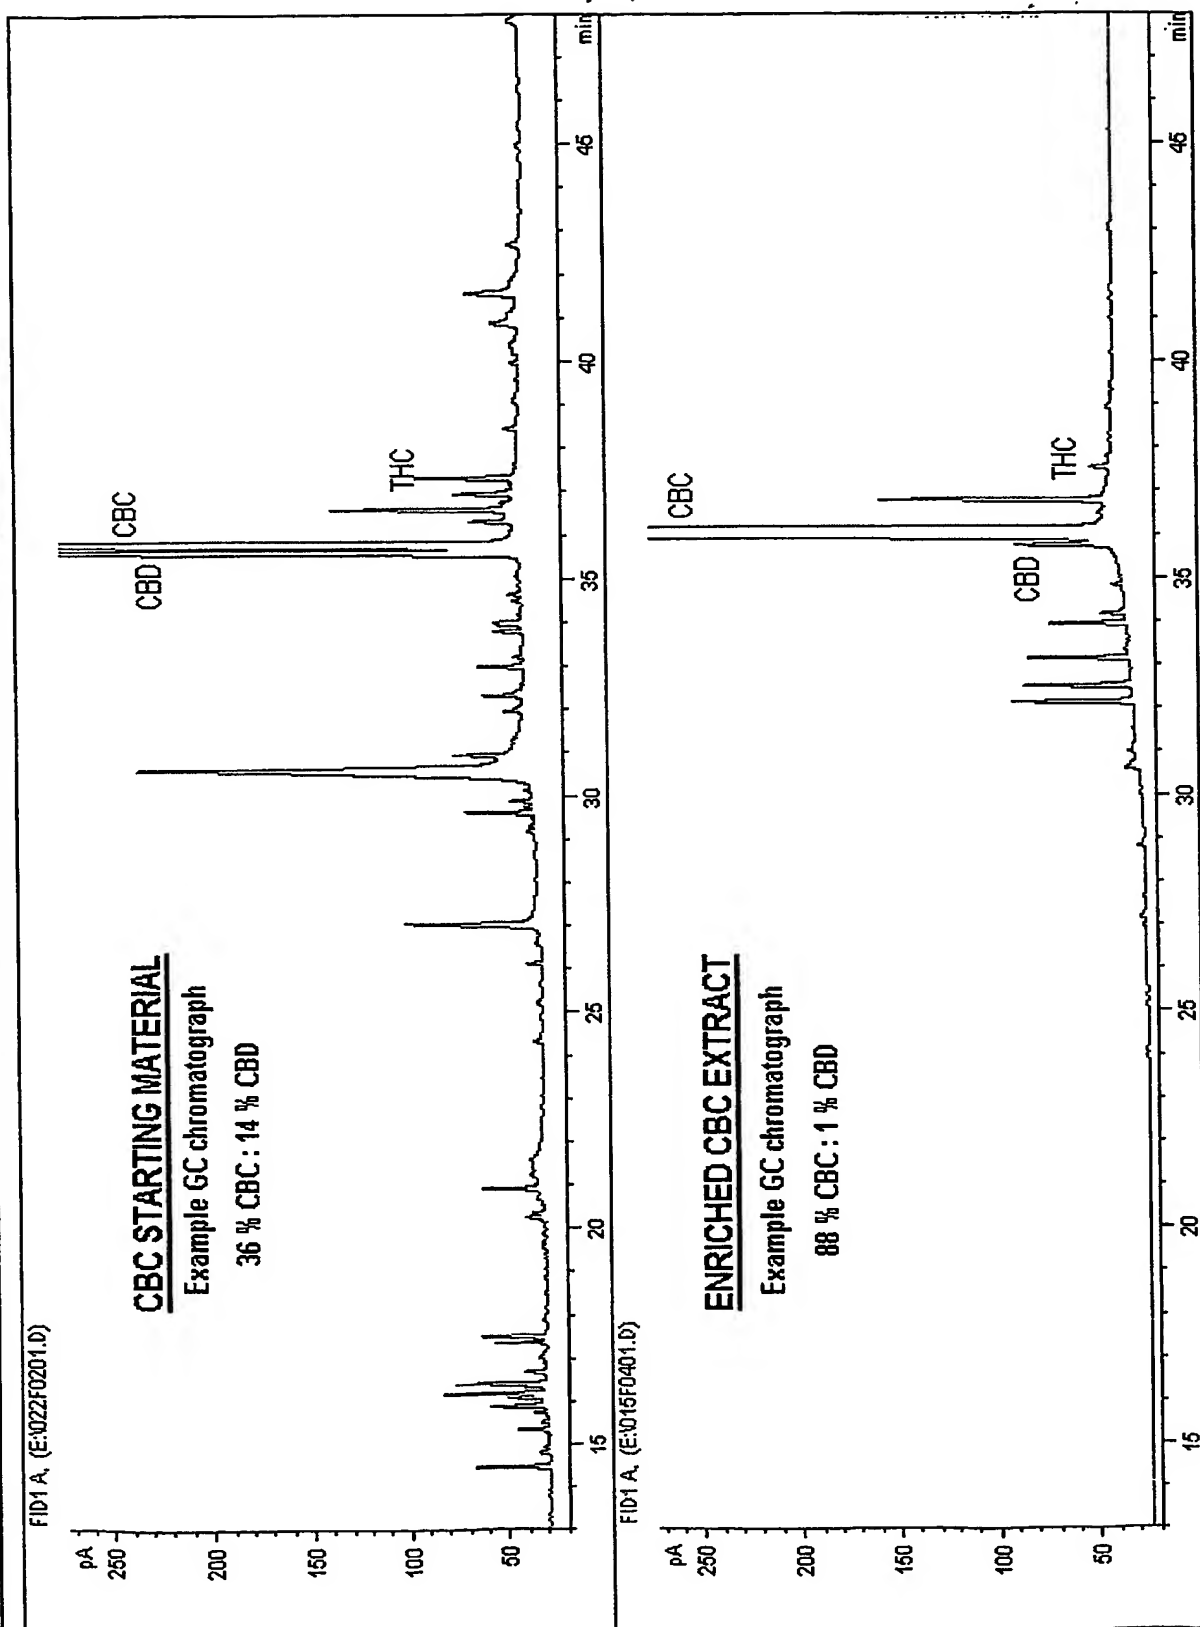 FID1 A, (E:\022F0201.D)
pA
250
200
150
100
50
CBC STARTING MATERIAL
Example GC chromatograph
36 % CBC : 14 % CBD
CBD
CBC
THC
15
20
25
30
35
40
45
min
FID1 A, (E:\015F0401.D)
pA
250
200
150
100
50
ENRICHED CBC EXTRACT
Example GC chromatograph
88 % CBC : 1 % CBD
CBD
CBC
THC
15
20
25
30
35
40
45
min